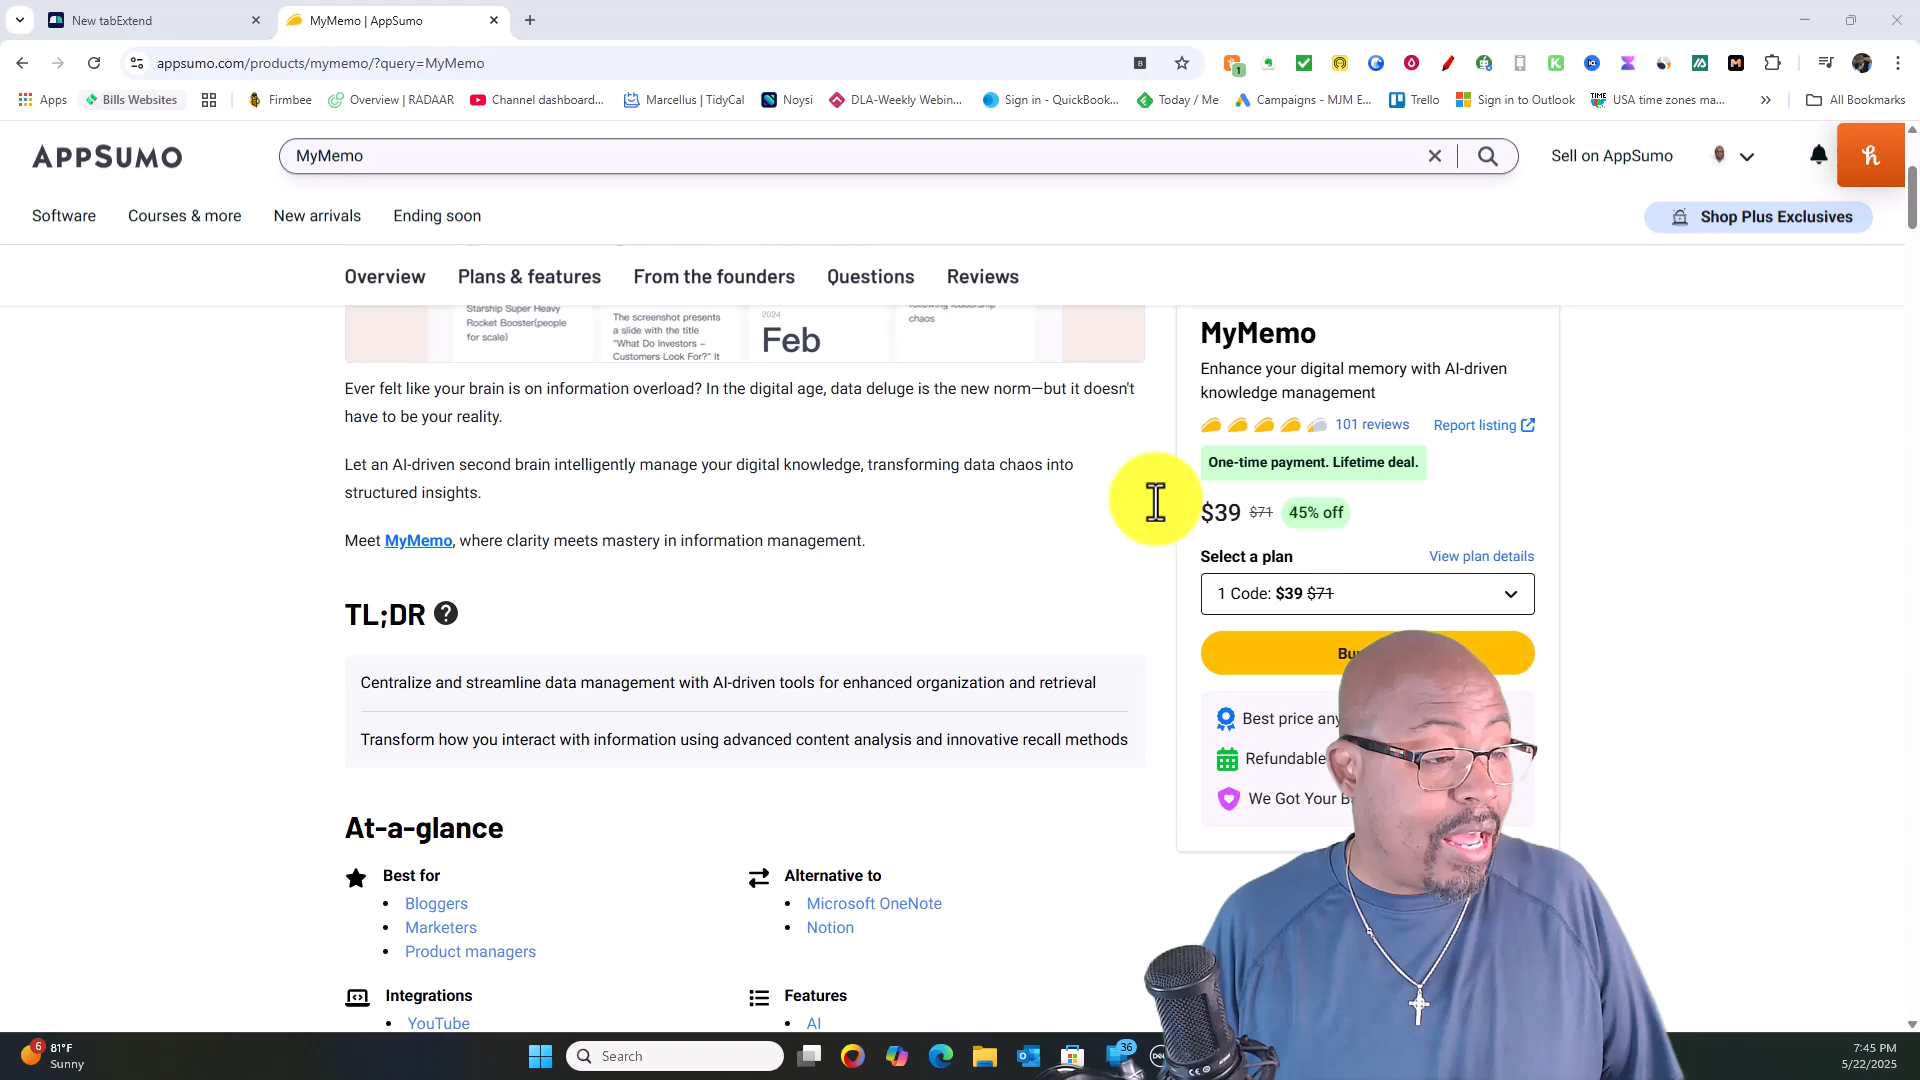 New tabExtend
MyMemo | AppSumo
appsumo.com/products/mymemo/?query=MyMemo
1
Apps
Bills Websites
Firmbee
Overview | RADAAR
Channel dashboard...
Marcellus | TidyCal
Noysi
DLA-Weekly Webin...
Sign in - QuickBook...
Today / Me
Campaigns - MJM E...
Trello
Sign in to Outlook
USA time zones ma...
All Bookmarks
APPSUMO
MyMemo
Sell on AppSumo
h
Software
Courses & more
New arrivals
Ending soon
Shop Plus Exclusives
Overview
Plans & features
From the founders
Questions
Reviews
Starship Super Heavy
Rocket Booster(people
for scale)
The screenshot presents
a slide with the title
"What Do Investors –
Customers Look For?" It
2024
Feb
following leadership
chaos
Ever felt like your brain is on information overload? In the digital age, data deluge is the new norm—but it doesn't
have to be your reality.
Let an AI-driven second brain intelligently manage your digital knowledge, transforming data chaos into
structured insights.
Meet MyMemo, where clarity meets mastery in information management.
TL;DR ?
Centralize and streamline data management with AI-driven tools for enhanced organization and retrieval
Transform how you interact with information using advanced content analysis and innovative recall methods
At-a-glance
Best for
Bloggers
Marketers
Product managers
Alternative to
Microsoft OneNote
Notion
Integrations
YouTube
Features
AI
MyMemo
Enhance your digital memory with AI-driven
knowledge management
101 reviews
Report listing
One-time payment. Lifetime deal.
$39 $71 45% off
Select a plan
View plan details
1 Code: $39 $71
Best price
Refundable
We Got Your
6
81°F
Sunny
Search
36
DELL
7:45 PM
5/22/2025